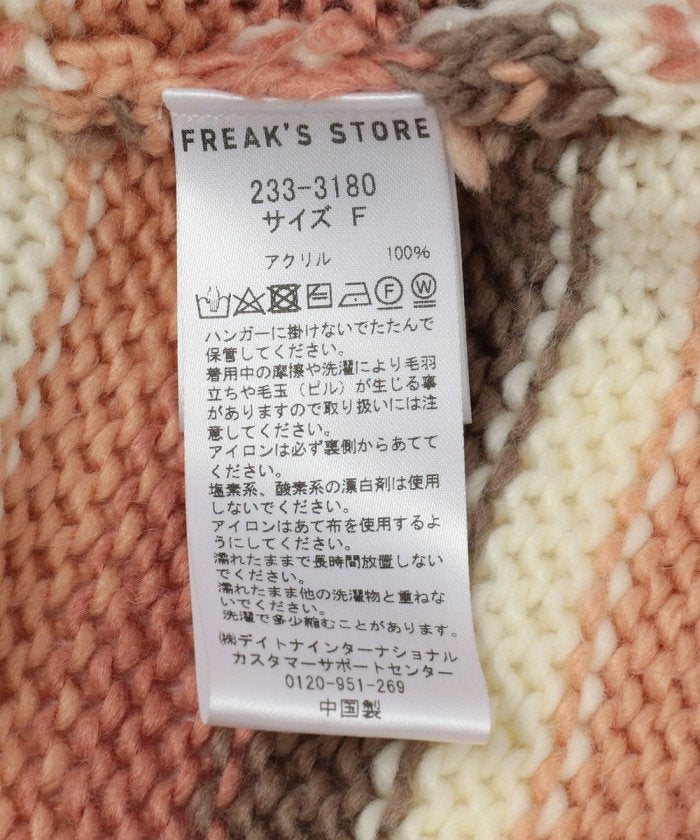 FREAK'S STORE
233-3180
サイズ F
アクリル 100%
F W
ハンガーに掛けないでたたんで
保管してください。
着用中の摩擦や洗濯により毛羽
立ちや毛玉（ピル）が生じる事
がありますので取り扱いには注
意してください。
アイロンは必ず裏側からあてて
ください。
塩素系、酸素系の漂白剤は使用
しないでください。
アイロンはあて布を使用するよ
うにしてください。
濡れたままで長時間放置しない
でください。
濡れたまま他の洗濯物と重ねな
いでください。
洗濯で多少縮むことがあります。
㈱デイトナインターナショナル
カスタマーサポートセンター
0120-951-269
中国製